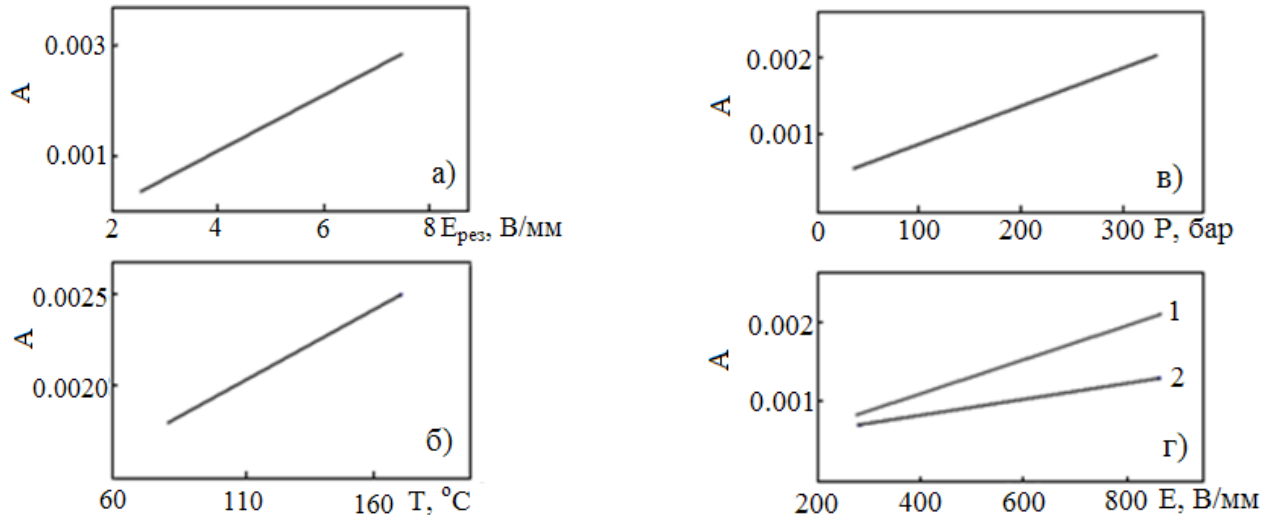 0.003
A
0.001
а)
2 4 6 8 Eрез, В/мм
0.0025
A
0.0020
б)
60 110 160 T, °C
0.002
A
0.001
в)
0 100 200 300 P, бар
0.002
A
0.001
1
2
г)
200 400 600 800 E, В/мм